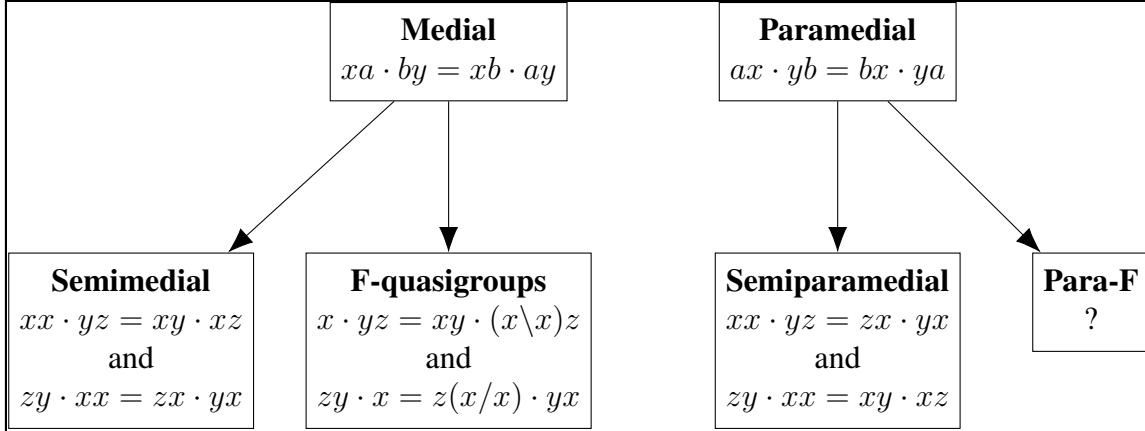 Medial
xa · by = xb · ay
Paramedial
ax · yb = bx · ya
Semimedial
xx · yz = xy · xz
and
zy · xx = zx · yx
F-quasigroups
x · yz = xy · (x\x)z
and
zy · x = z(x/x) · yx
Semiparamedial
xx · yz = zx · yx
and
zy · xx = xy · xz
Para-F
?